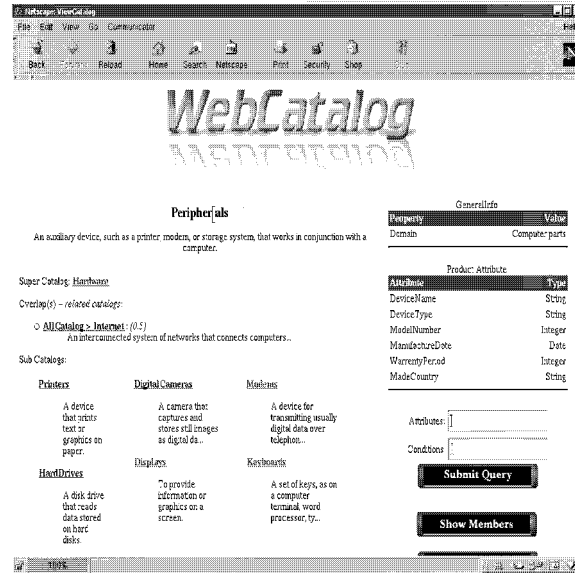 Netscape: ViewCatalog
File Edit View Go Communicator Help
Back Reload Home Search Netscape Print Security Shop
WebCatalog
Peripherals
An auxiliary device, such as a printer, modem, or storage system, that works in conjunction with a
computer.
Super Catalog: Hardware
Overlap(s) – related catalogs:
All Catalog > Internet : (0.5)
An interconnected system of networks that connects computers...
Sub Catalogs:
Printers
A device
that prints
text or
graphics on
paper.
Digital Cameras
A camera that
captures and
stores still images
as digital da...
Modems
A device for
transmitting usually
digital data over
telephon...
HardDrives
A disk drive
that reads
data stored
on hard
disks.
Displays
To provide
information or
graphics on a
screen.
Keyboards
A set of keys, as on
a computer
terminal, word
processor, ty...
GeneralInfo
Property Value
Domain Computer parts
Product Attribute
Attribute Type
DeviceName String
DeviceType String
ModelNumber Integer
ManufactureDate Date
WarrentyPeriod Integer
MadeCountry String
Attributes:
Conditions
Submit Query
Show Members
100%